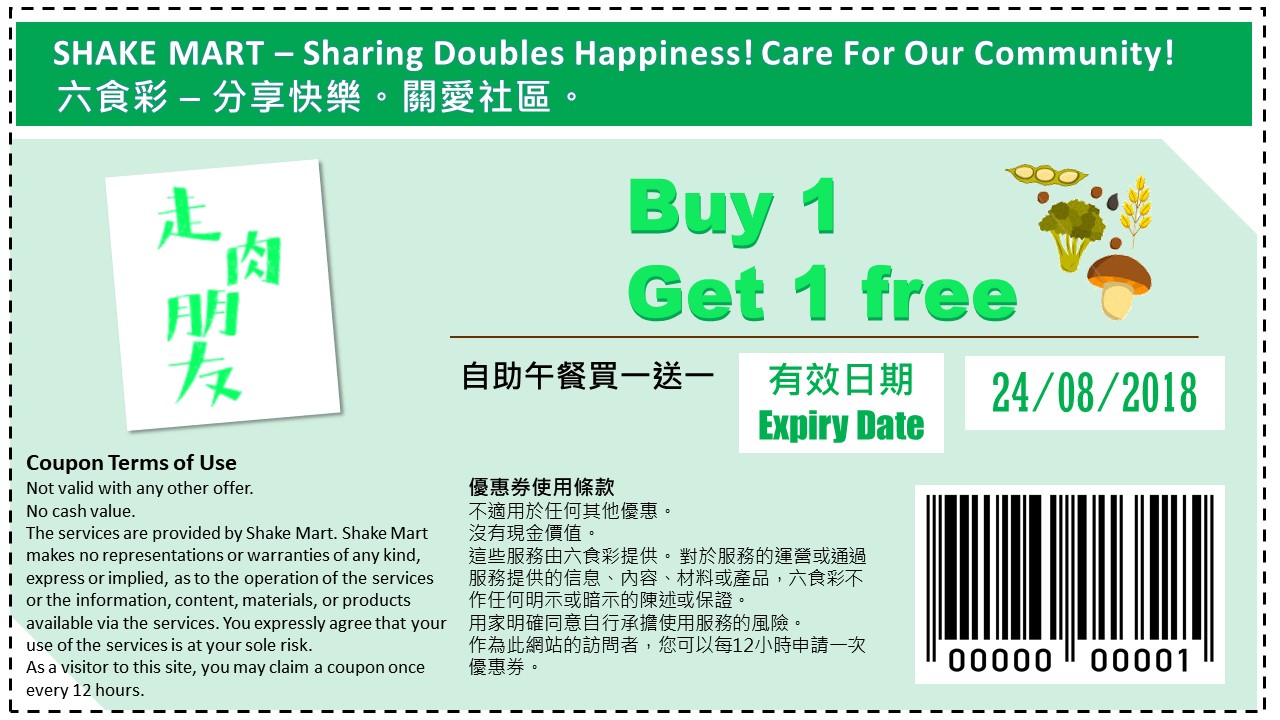 SHAKE MART – Sharing Doubles Happiness! Care For Our Community!
六食彩 – 分享快樂。關愛社區。
走
肉
朋
友
Buy 1
Get 1 free
自助午餐買一送一
有效日期
Expiry Date
24/08/2018
Coupon Terms of Use
Not valid with any other offer.
No cash value.
The services are provided by Shake Mart. Shake Mart
makes no representations or warranties of any kind,
express or implied, as to the operation of the services
or the information, content, materials, or products
available via the services. You expressly agree that your
use of the services is at your sole risk.
As a visitor to this site, you may claim a coupon once
every 12 hours.
優惠券使用條款
不適用於任何其他優惠。
沒有現金價值。
這些服務由六食彩提供。 對於服務的運營或通過
服務提供的信息、內容、材料或產品，六食彩不
作任何明示或暗示的陳述或保證。
用家明確同意自行承擔使用服務的風險。
作為此網站的訪問者，您可以每12小時申請一次
優惠券。
00000 00001